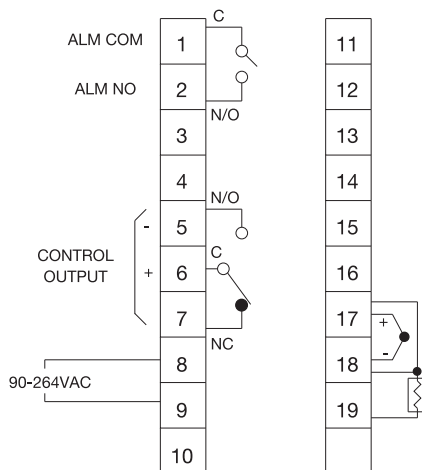 C
ALM COM 1 11
ALM NO 2 12
N/O
3 13
4 14
N/O
- 5 15
C
CONTROL
OUTPUT
+ 6 16
7 17 +
NC
8 18 -
90-264VAC
9 19
10